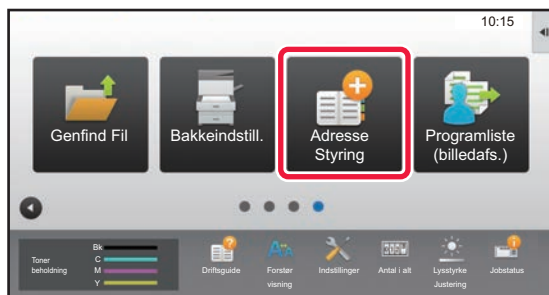 10:15
Genfind Fil
Bakkeindstill.
Adresse
Styring
Programliste
(billedafs.)
Toner
beholdning
Bk
C
M
Y
Driftsguide
Forstør
visning
Indstillinger
Antal i alt
Lysstyrke
Justering
Jobstatus